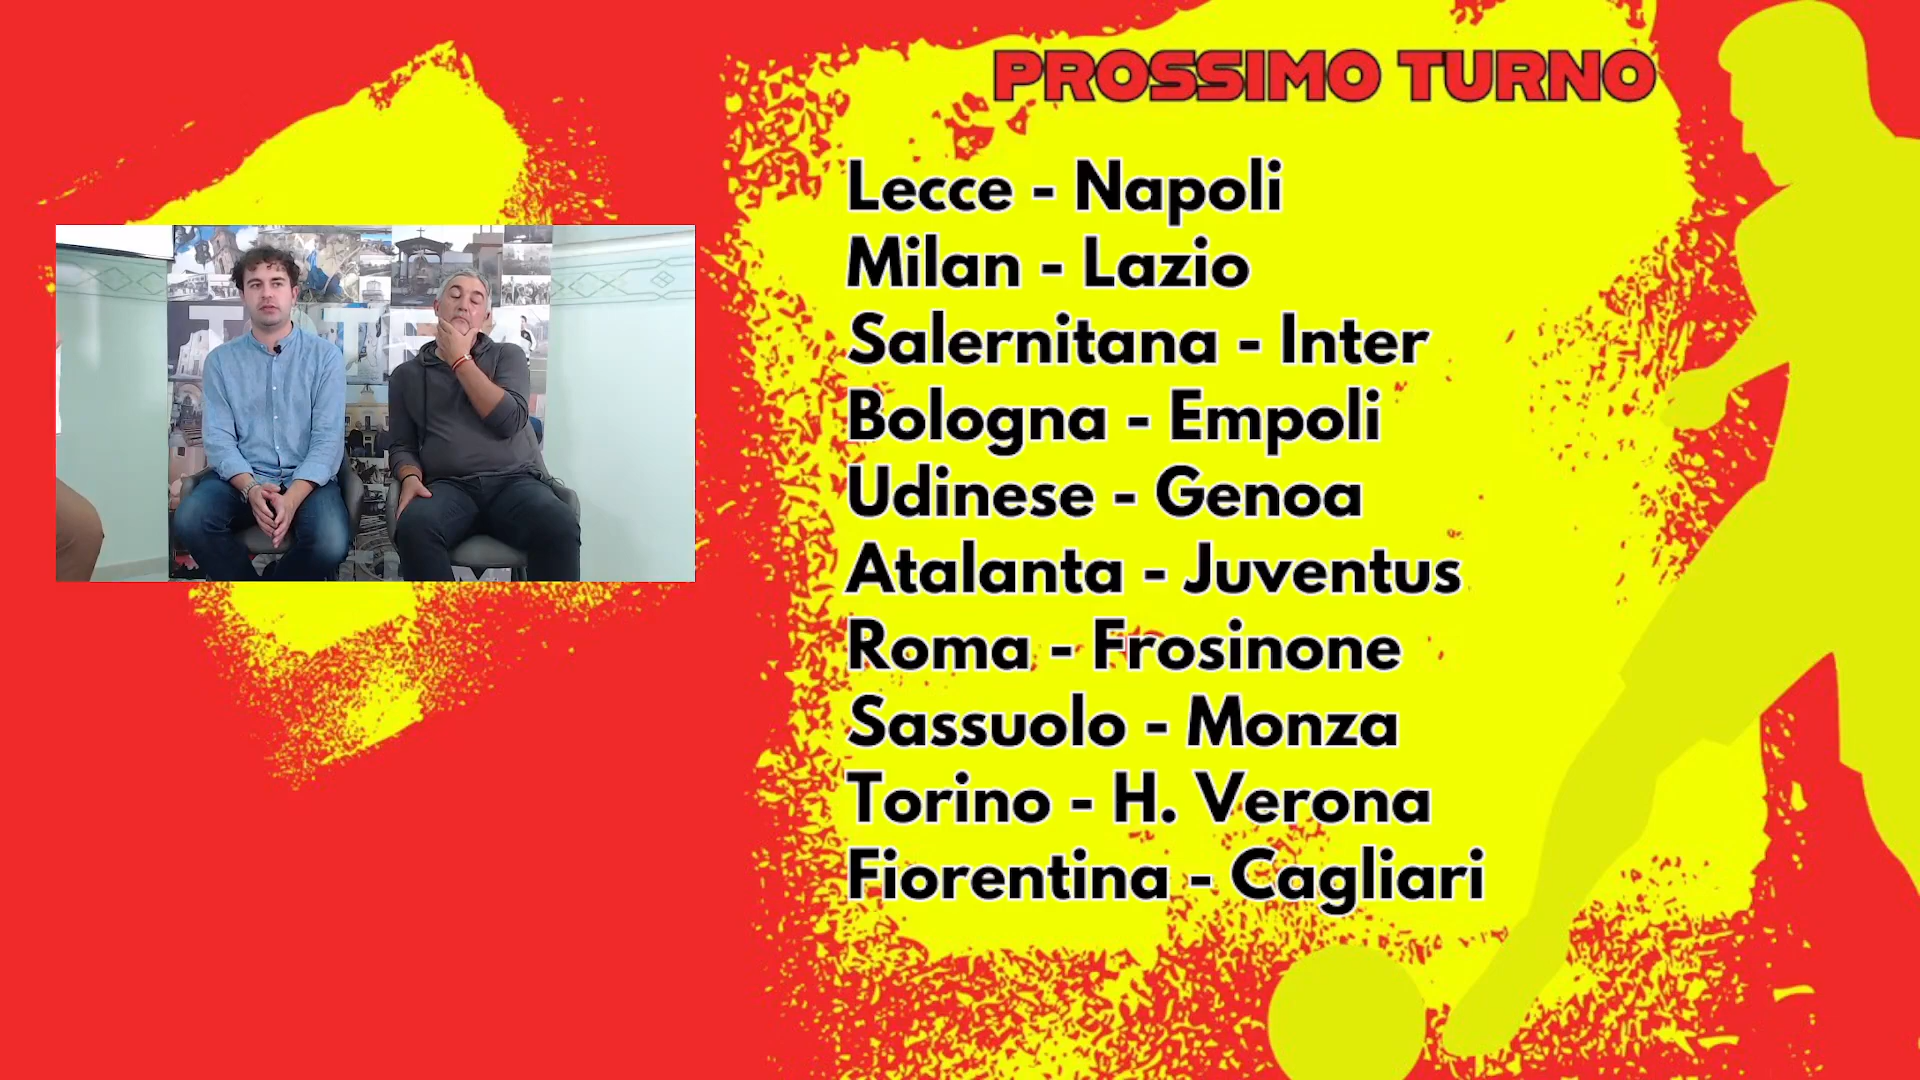 PROSSIMO TURNO
Lecce - Napoli
Milan - Lazio
Salernitana - Inter
Bologna - Empoli
Udinese - Genoa
Atalanta - Juventus
Roma - Frosinone
Sassuolo - Monza
Torino - H. Verona
Fiorentina - Cagliari